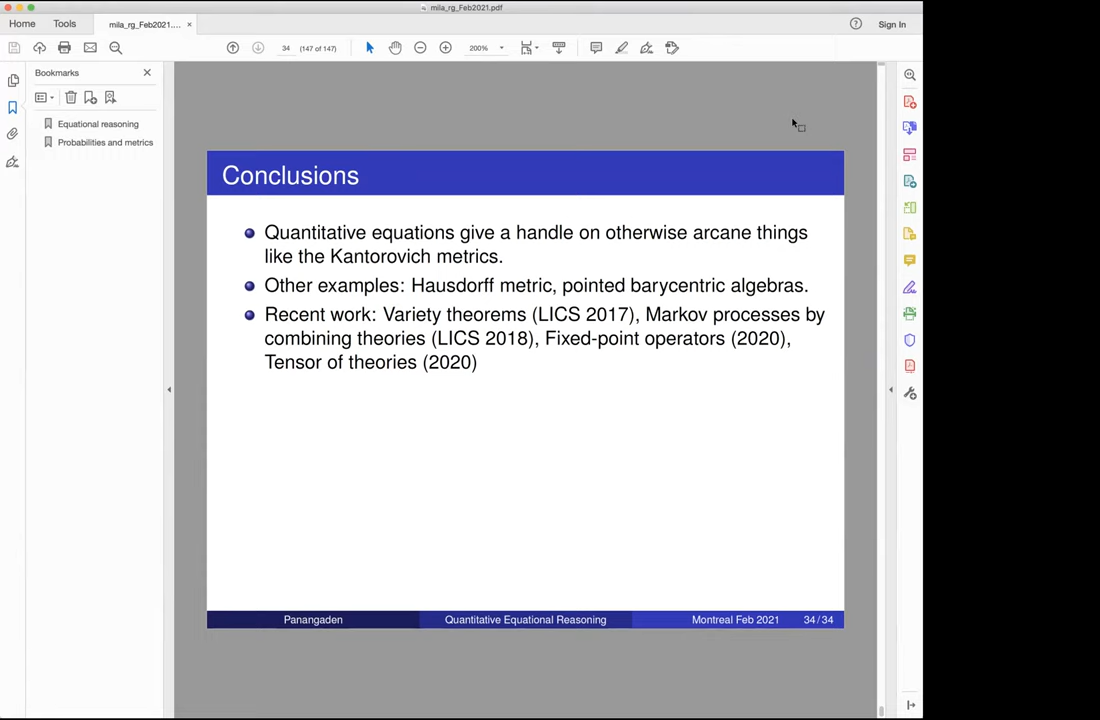 mila_rg_Feb2021.pdf
Home
Tools
mila_rg_Feb2021.... ×
Sign In
34 (147 of 147)
200%
Bookmarks
Equational reasoning
Probabilities and metrics
Conclusions
Quantitative equations give a handle on otherwise arcane things
like the Kantorovich metrics.
Other examples: Hausdorff metric, pointed barycentric algebras.
Recent work: Variety theorems (LICS 2017), Markov processes by
combining theories (LICS 2018), Fixed-point operators (2020),
Tensor of theories (2020)
Panangaden
Quantitative Equational Reasoning
Montreal Feb 2021
34 / 34